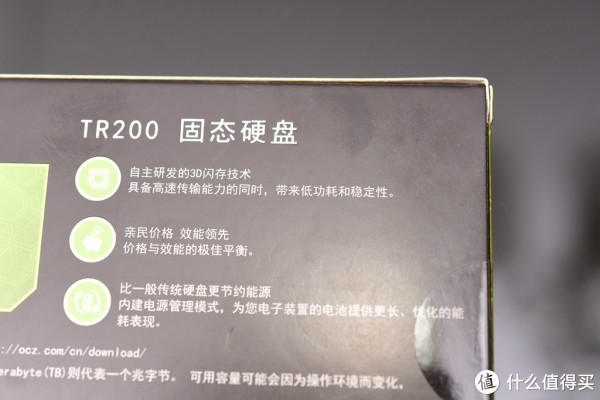 TR200 固态硬盘
自主研发的3D闪存技术
具备高速传输能力的同时，带来低功耗和稳定性。
亲民价格 效能领先
价格与效能的极佳平衡。
比一般传统硬盘更节约能源
内建电源管理模式，为您电子装置的电池提供更长、优化的能
耗表现。
://ocz.com/cn/download/
erabyte(TB)则代表一个兆字节。 可用容量可能会因为操作环境而变化。
值 什么值得买